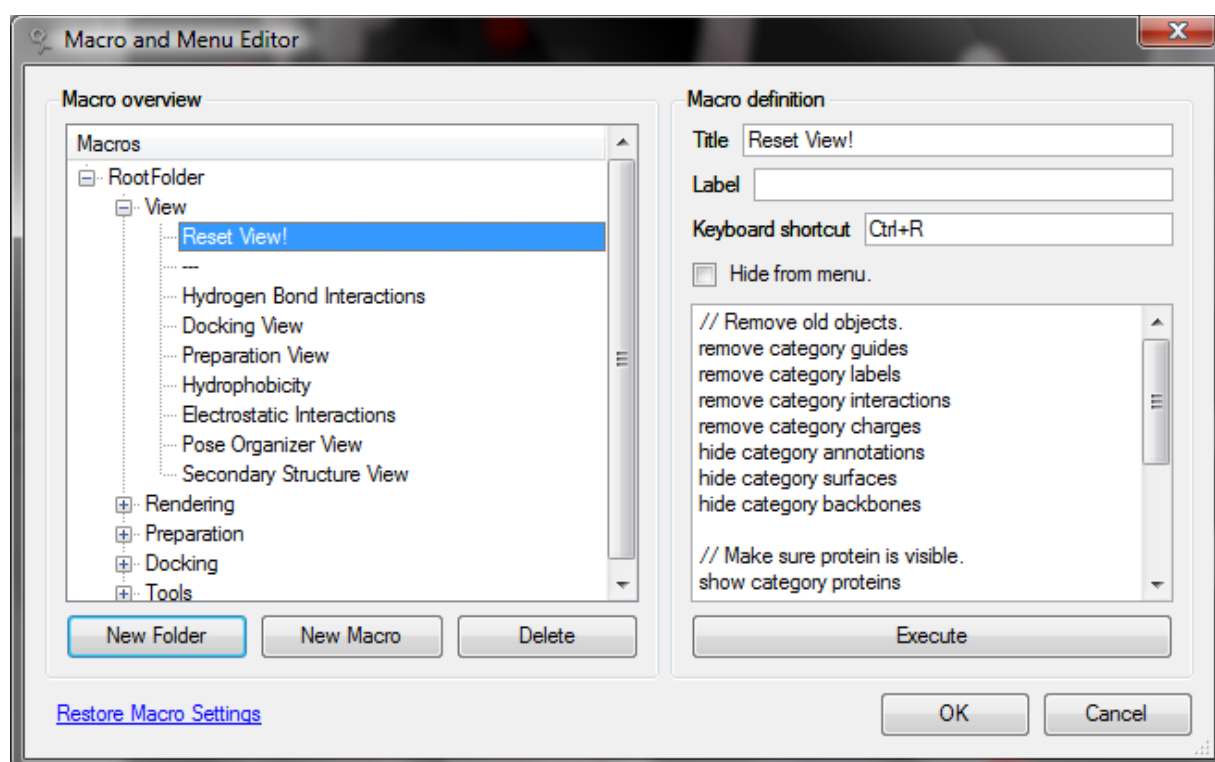 Macro and Menu Editor
Macro overview
Macros
RootFolder
View
Reset View!
---
Hydrogen Bond Interactions
Docking View
Preparation View
Hydrophobicity
Electrostatic Interactions
Pose Organizer View
Secondary Structure View
Rendering
Preparation
Docking
Tools
New Folder New Macro Delete
Macro definition
Title Reset View!
Label
Keyboard shortcut Ctrl+R
Hide from menu.
// Remove old objects.
remove category guides
remove category labels
remove category interactions
remove category charges
hide category annotations
hide category surfaces
hide category backbones
// Make sure protein is visible.
show category proteins
Execute
Restore Macro Settings
OK Cancel